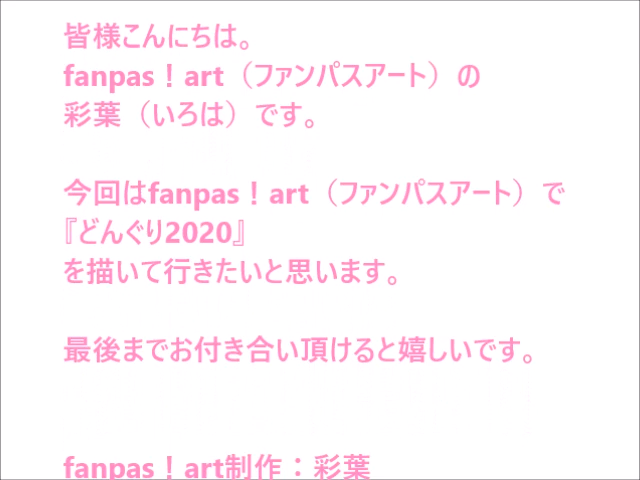 皆様こんにちは。
fanpas！art（ファンパスアート）の
彩葉（いろは）です。
今回はfanpas！art（ファンパスアート）で
『どんぐり2020』
を描いて行きたいと思います。
最後までお付き合い頂けると嬉しいです。
fanpas！art制作：彩葉